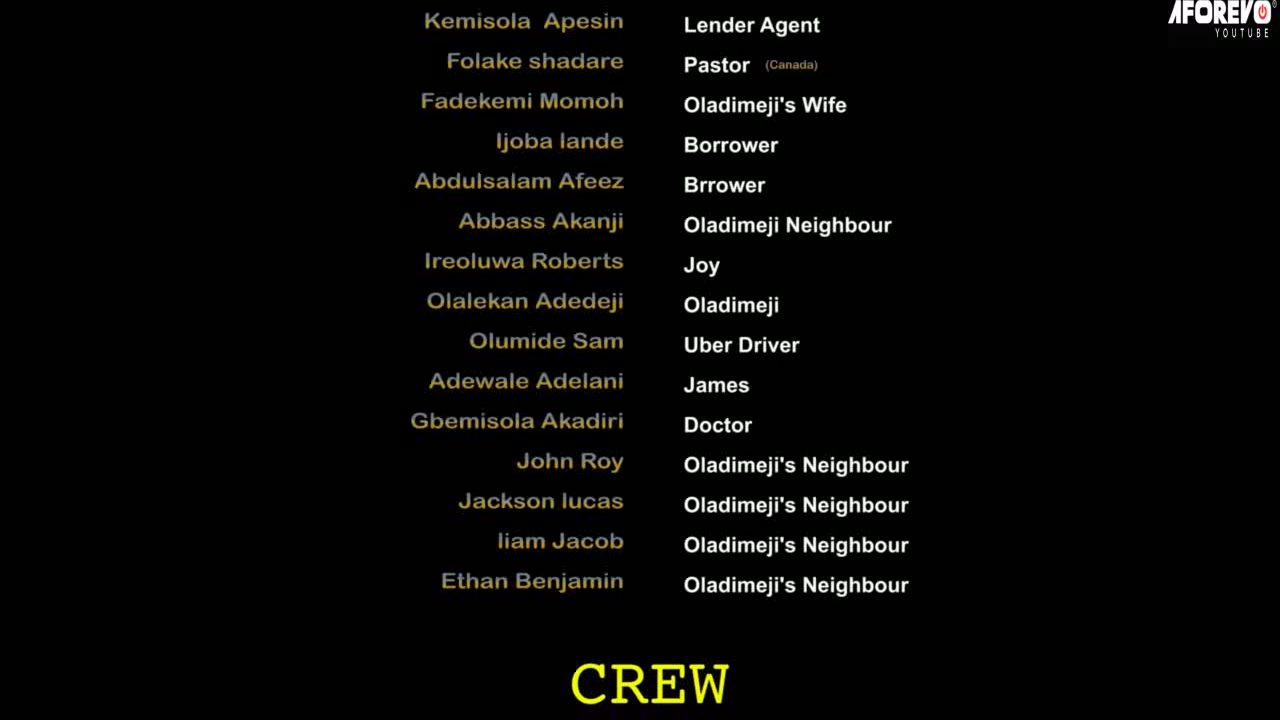 AFOREVO
YOUTUBE
Kemisola Apesin Lender Agent
Folake shadare Pastor (Canada)
Fadekemi Momoh Oladimeji's Wife
Ijoba lande Borrower
Abdulsalam Afeez Brrower
Abbass Akanji Oladimeji Neighbour
Ireoluwa Roberts Joy
Olalekan Adedeji Oladimeji
Olumide Sam Uber Driver
Adewale Adelani James
Gbemisola Akadiri Doctor
John Roy Oladimeji's Neighbour
Jackson lucas Oladimeji's Neighbour
liam Jacob Oladimeji's Neighbour
Ethan Benjamin Oladimeji's Neighbour
CREW